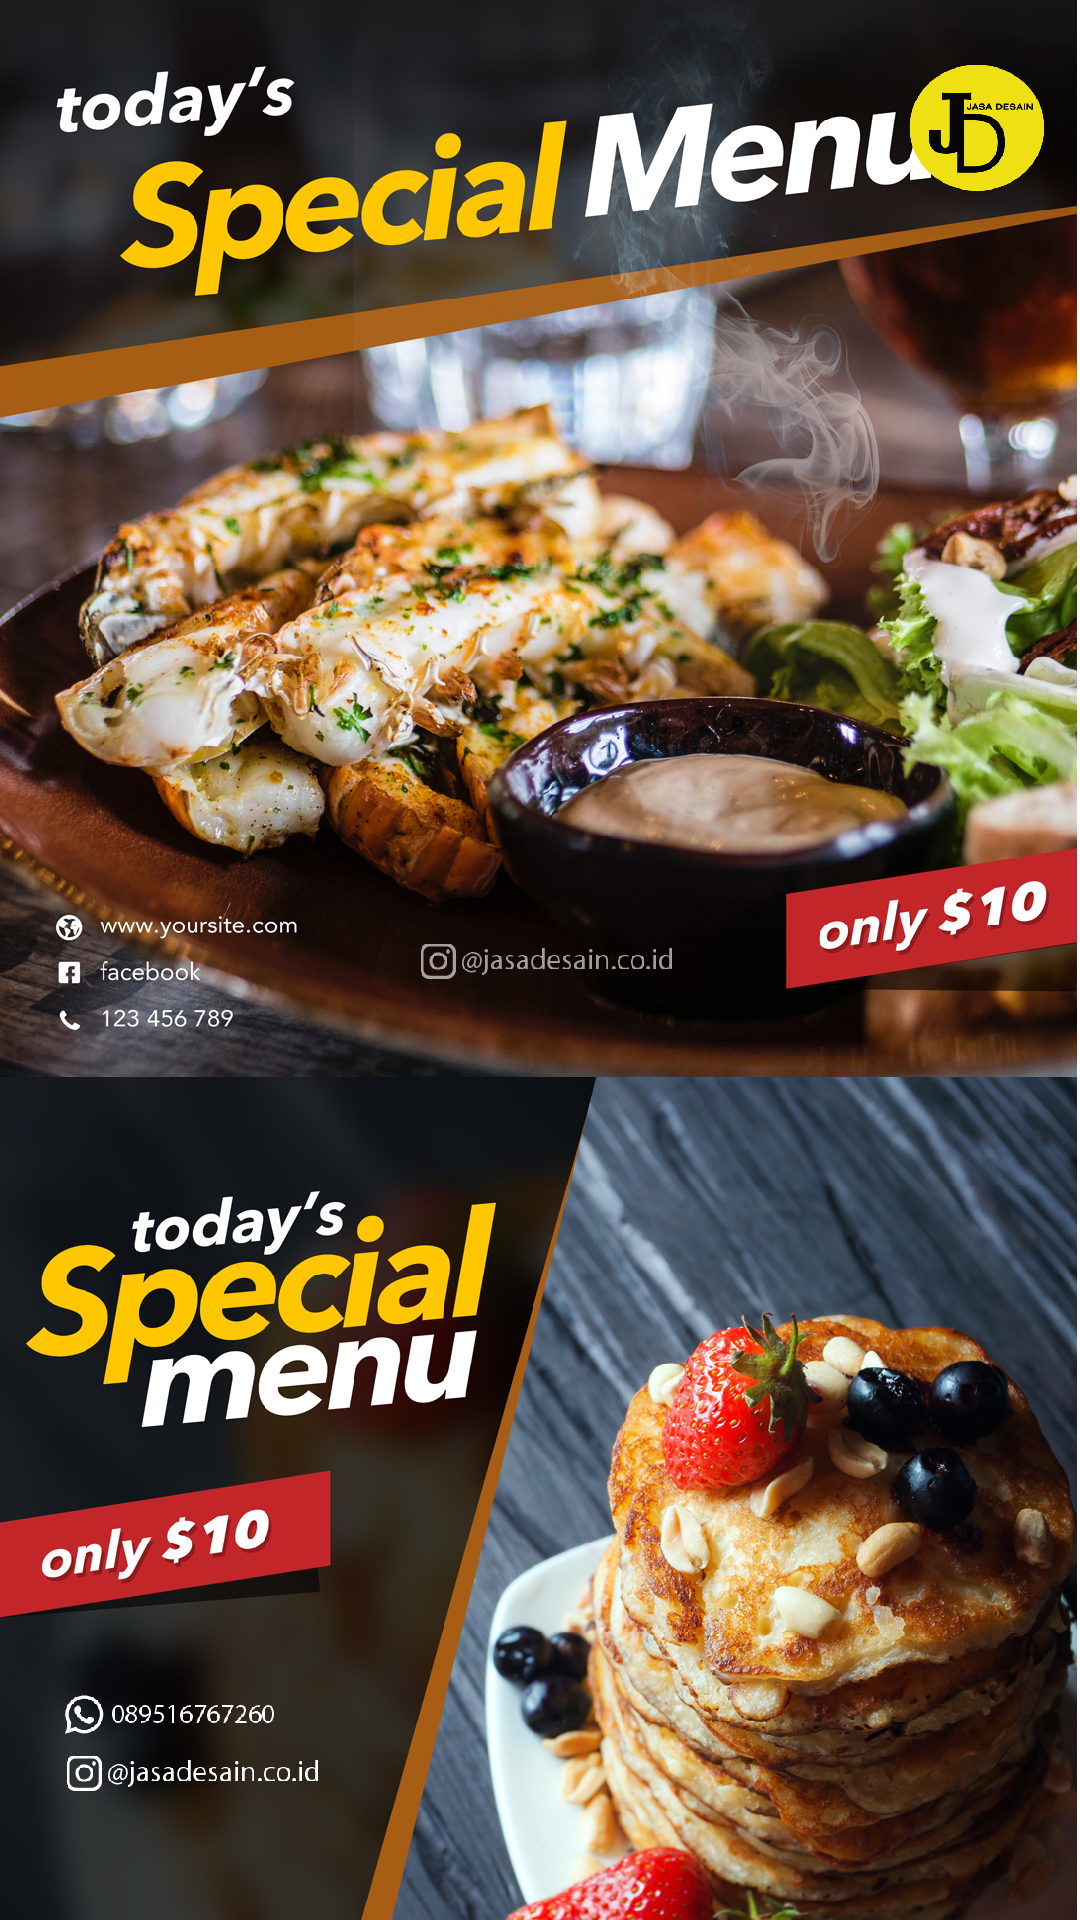 today's
Special Menu
JD JASA DESAIN
www.yoursite.com
facebook
123 456 789
@jasadesain.co.id
only $10
today's
Special
menu
only $10
089516767260
@jasadesain.co.id